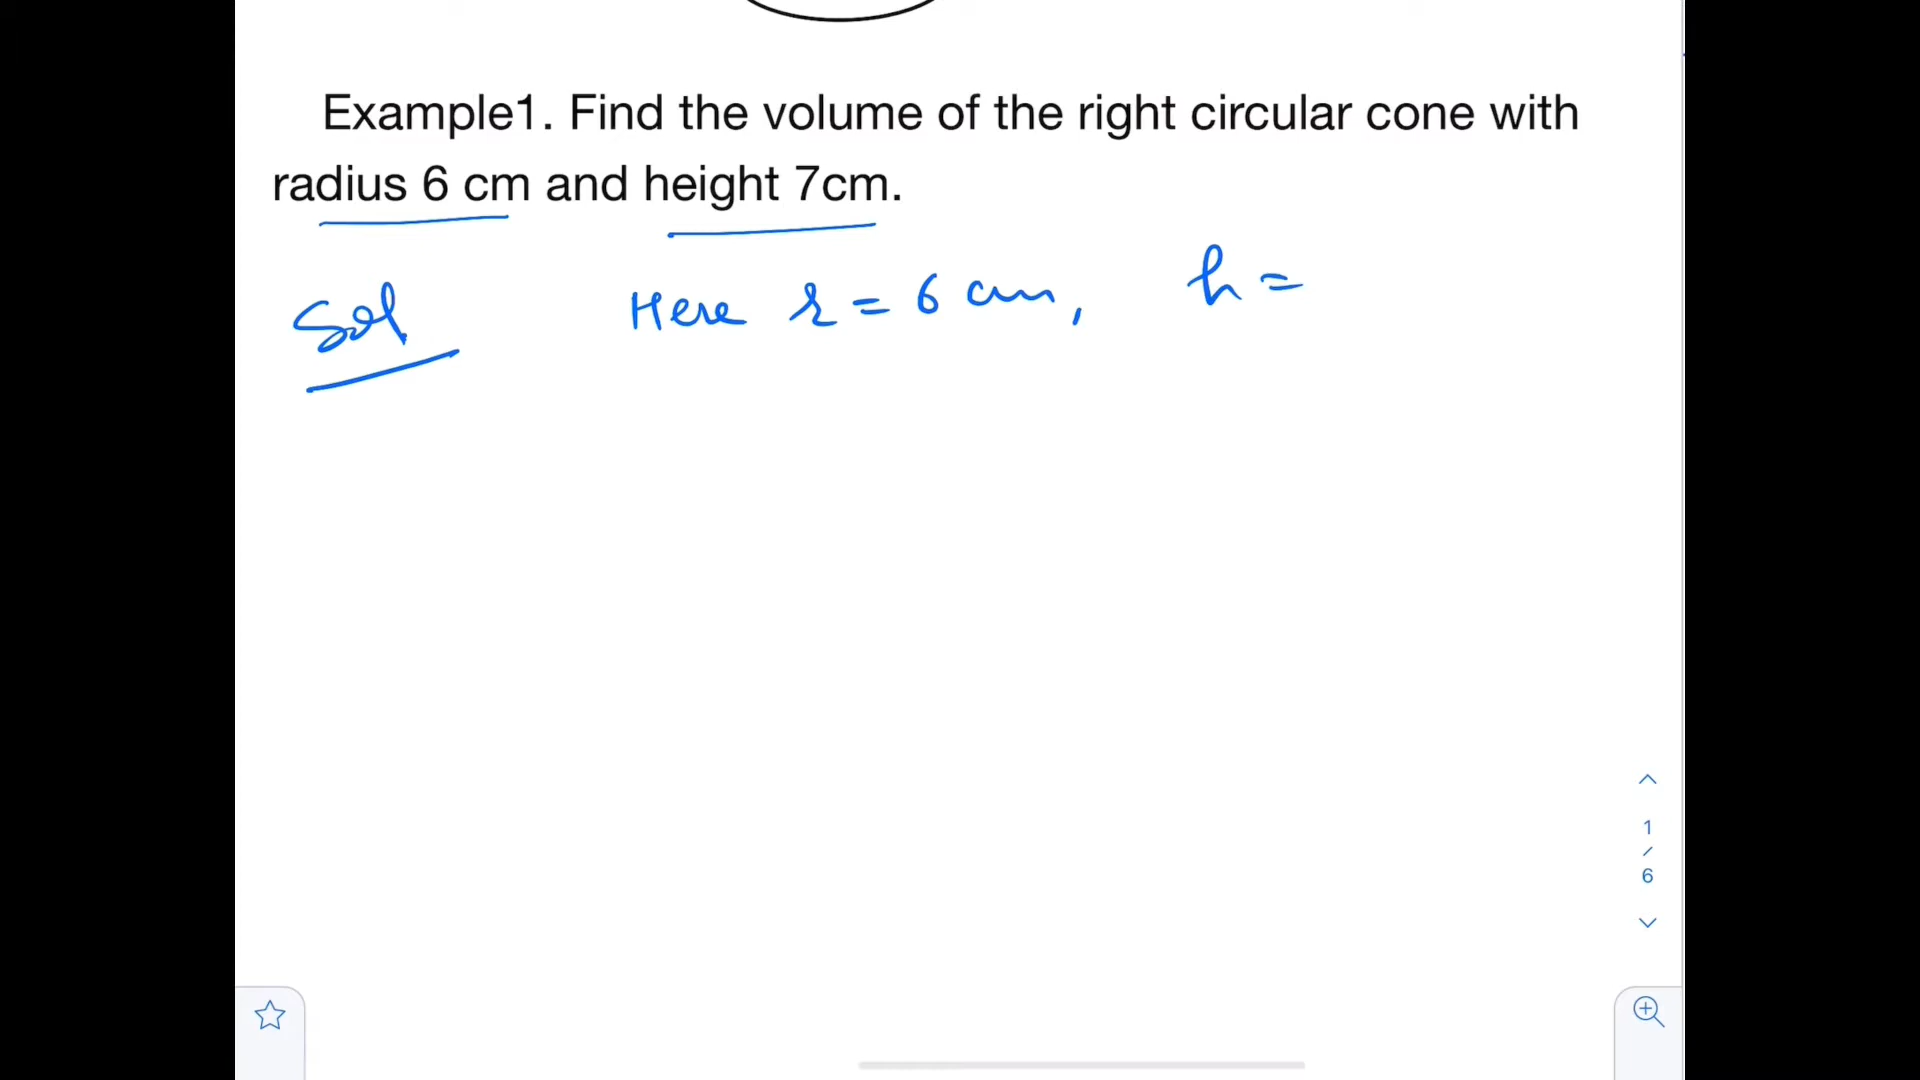 Example1. Find the volume of the right circular cone with
radius 6 cm and height 7cm.
Sol Here r = 6 cm, h =
1
/
6